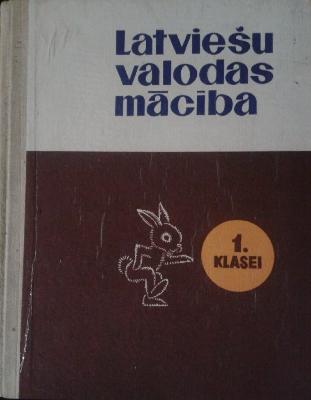 Latviešu
valodas
mācība
1.
KLASEI